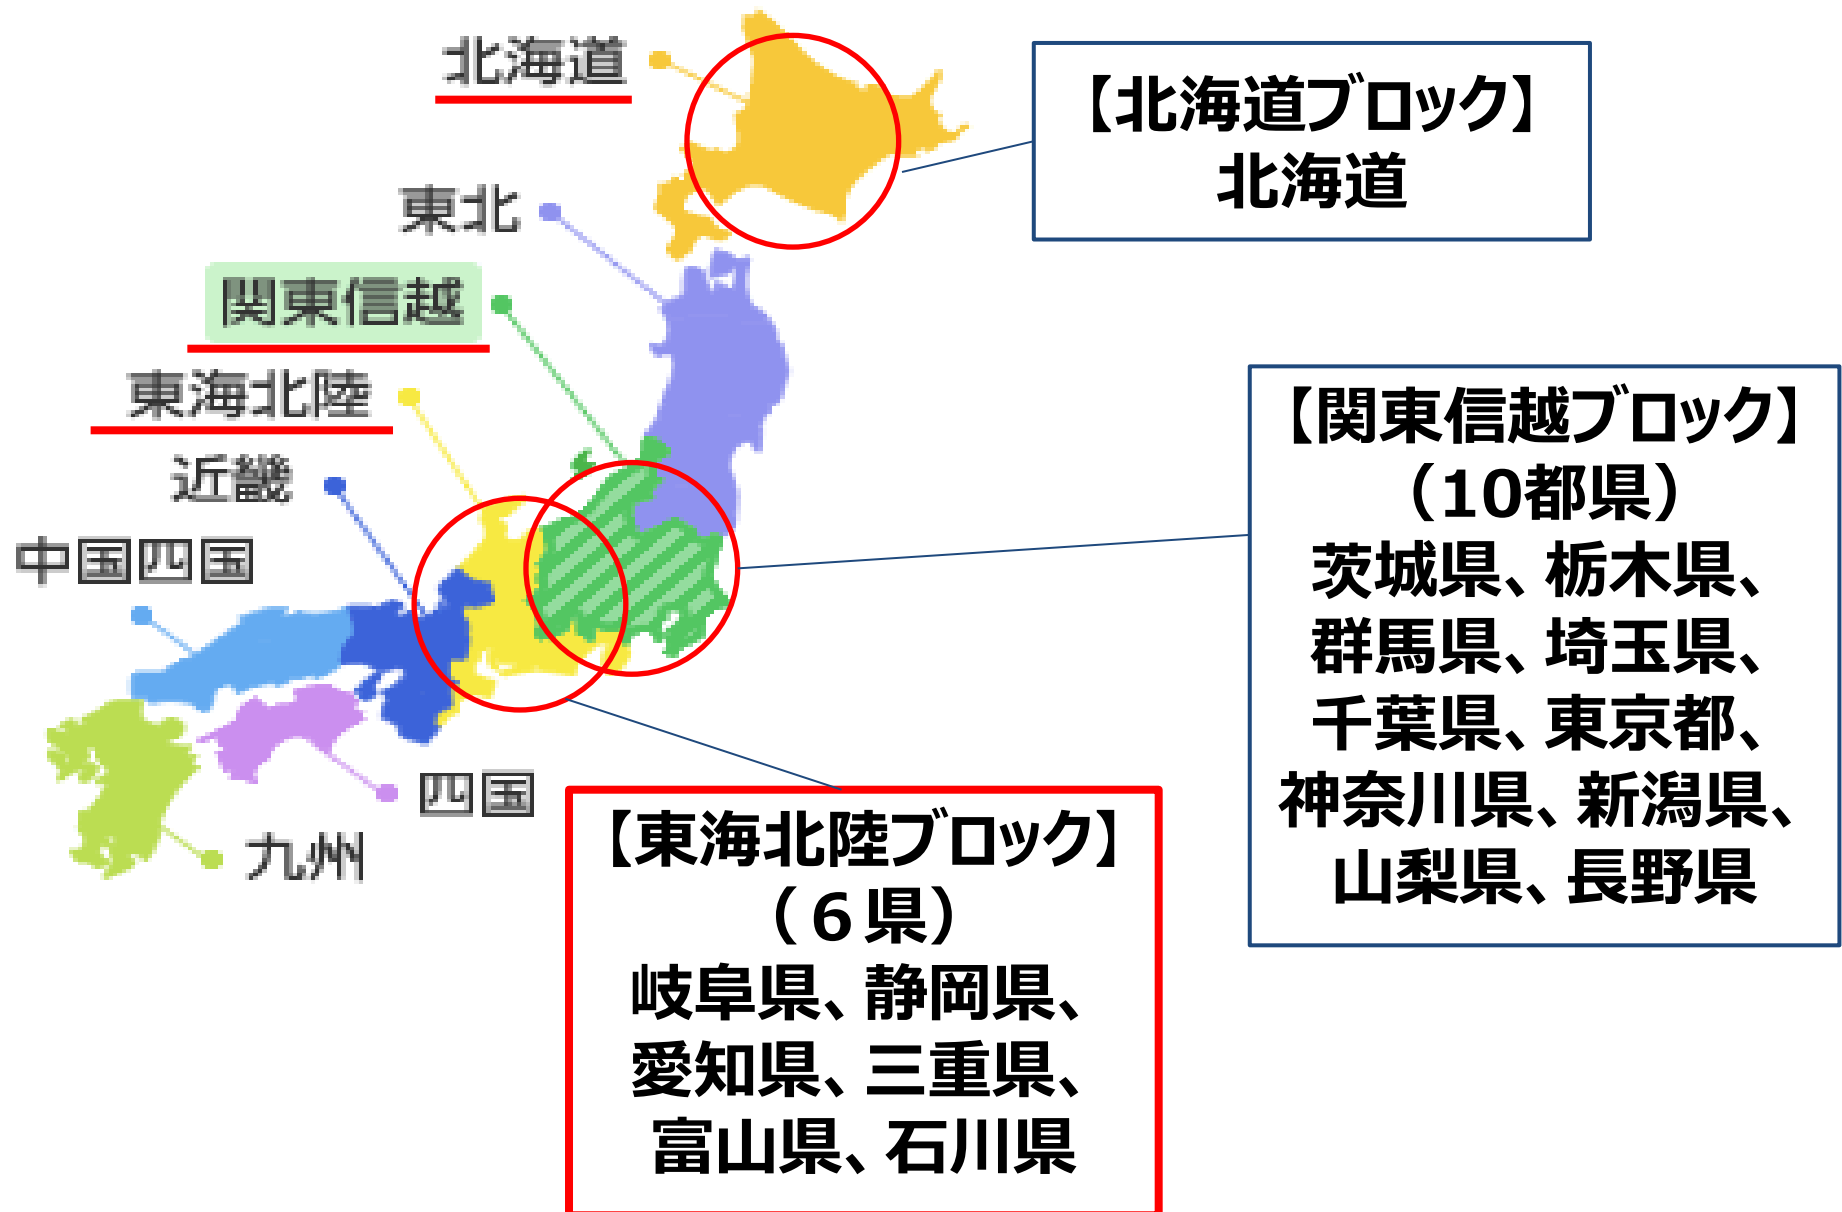 北海道
東北
関東信越
東海北陸
近畿
中国四国
四国
九州
【北海道ブロック】
北海道
【関東信越ブロック】
（10都県）
茨城県、栃木県、
群馬県、埼玉県、
千葉県、東京都、
神奈川県、新潟県、
山梨県、長野県
【東海北陸ブロック】
（６県）
岐阜県、静岡県、
愛知県、三重県、
富山県、石川県